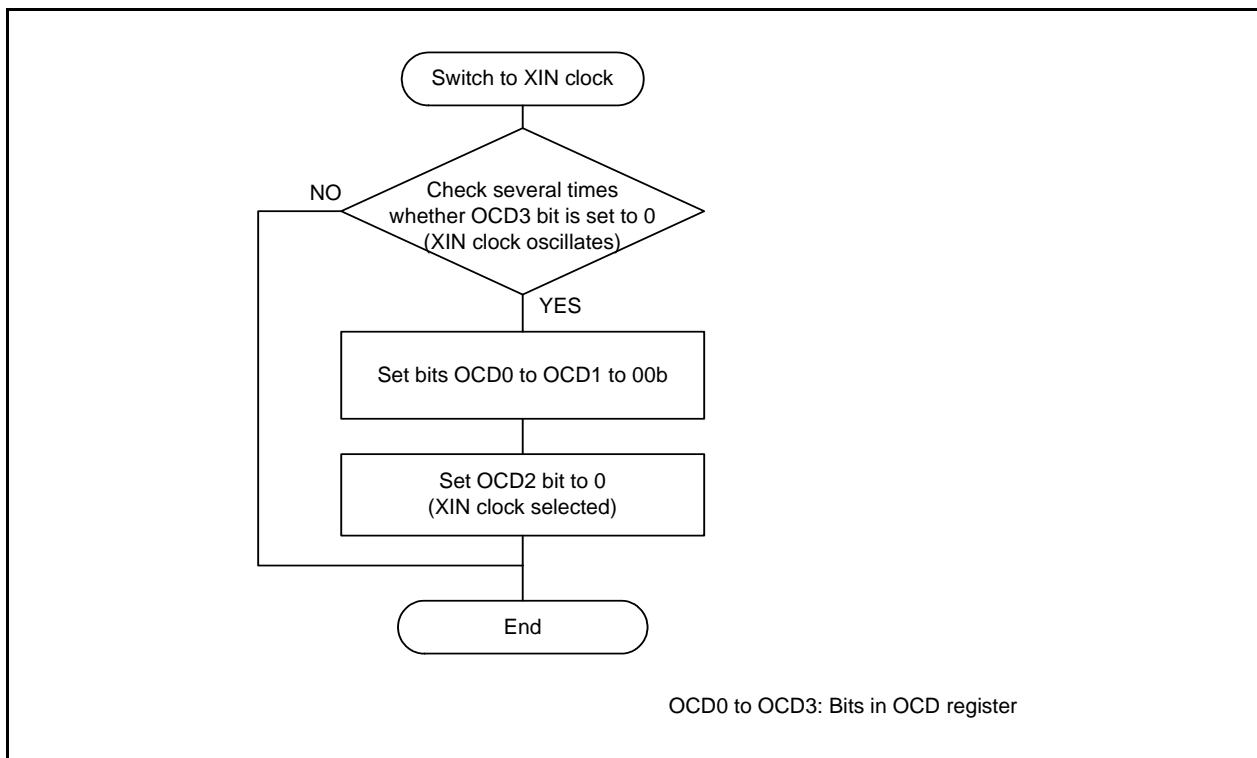 Switch to XIN clock
NO
Check several times
whether OCD3 bit is set to 0
(XIN clock oscillates)
YES
Set bits OCD0 to OCD1 to 00b
Set OCD2 bit to 0
(XIN clock selected)
End
OCD0 to OCD3: Bits in OCD register